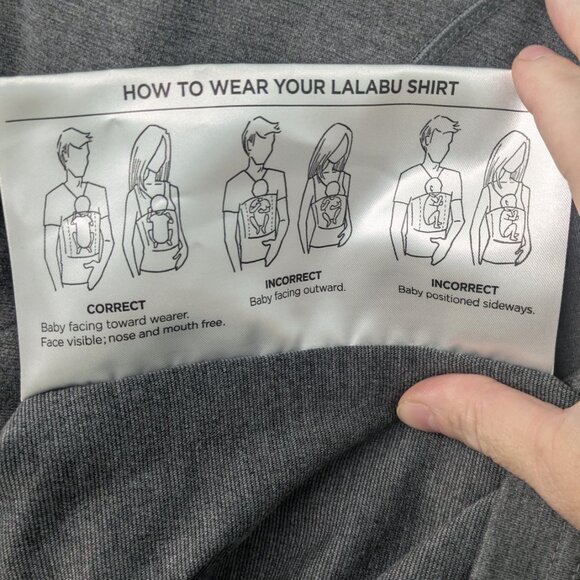 HOW TO WEAR YOUR LALABU SHIRT
CORRECT
Baby facing toward wearer.
Face visible; nose and mouth free.
INCORRECT
Baby facing outward.
INCORRECT
Baby positioned sideways.